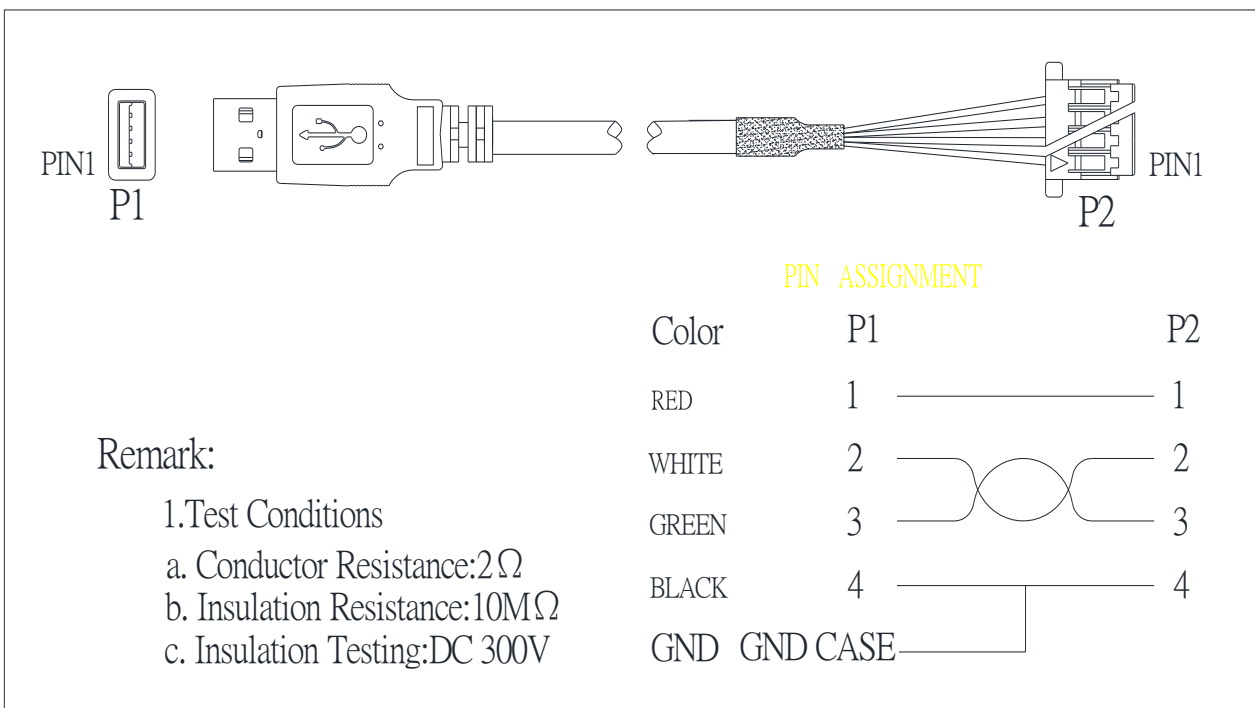 PIN1
P1
PIN1
P2
PIN ASSIGNMENT
Color P1 P2
RED 1 1
WHITE 2 2
GREEN 3 3
BLACK 4 4
GND GND CASE
Remark:
1.Test Conditions
a. Conductor Resistance:2Ω
b. Insulation Resistance:10MΩ
c. Insulation Testing:DC 300V